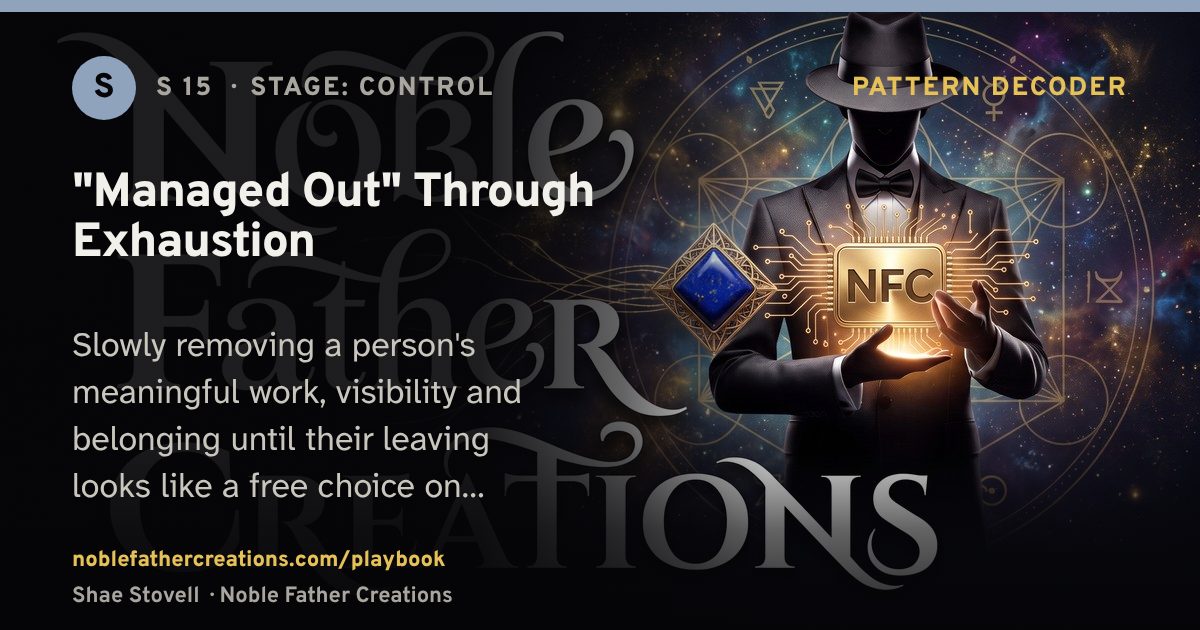 S
S 15 · STAGE: CONTROL
PATTERN DECODER
"Managed Out" Through
Exhaustion
Slowly removing a person's
meaningful work, visibility and
belonging until their leaving
looks like a free choice on...
noblefathercreations.com/playbook
Shae Stovell · Noble Father Creations
Noble
FatheR
CreaTIONS
NFC